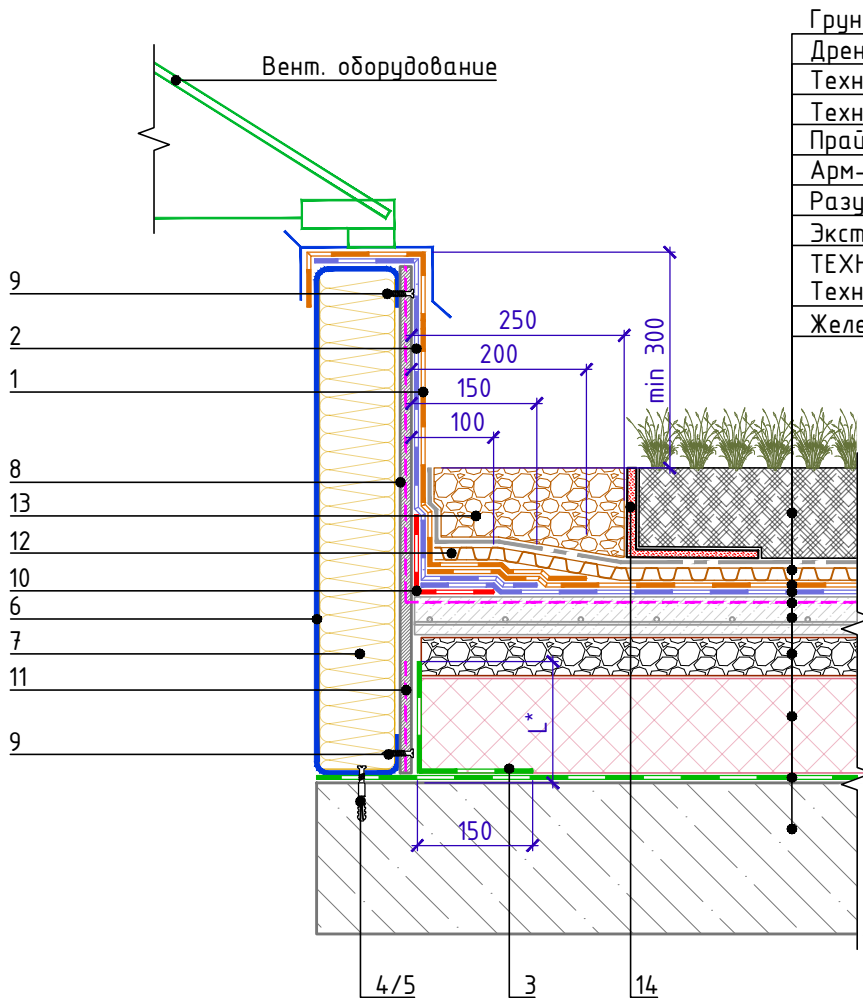 Грун
Дрен
Вент. оборудование
Техн
Техн
Прай
Арм-
Разу
Экст
ТЕХН
Техн
Желе
9
2
1
8
13
12
10
6
7
11
9
250
200
150
100
min 300
L*
150
4/5
3
14